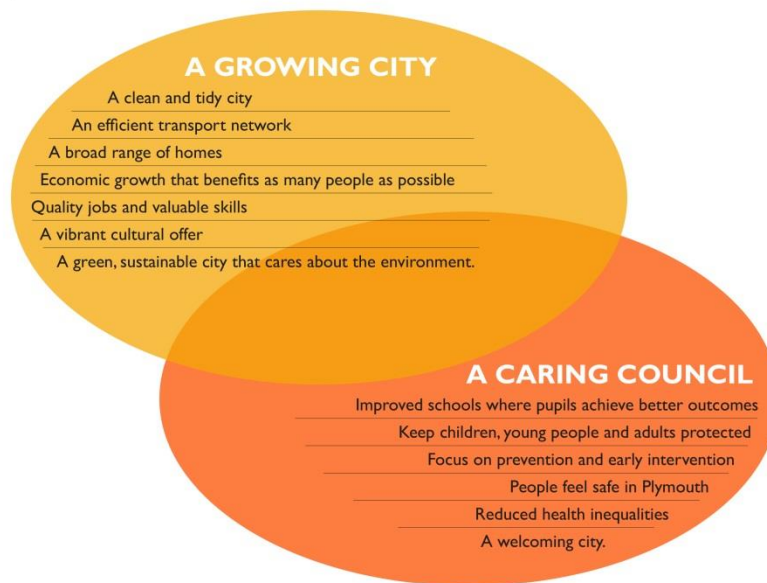 A GROWING CITY
A clean and tidy city
An efficient transport network
A broad range of homes
Economic growth that benefits as many people as possible
Quality jobs and valuable skills
A vibrant cultural offer
A green, sustainable city that cares about the environment.
A CARING COUNCIL
Improved schools where pupils achieve better outcomes
Keep children, young people and adults protected
Focus on prevention and early intervention
People feel safe in Plymouth
Reduced health inequalities
A welcoming city.